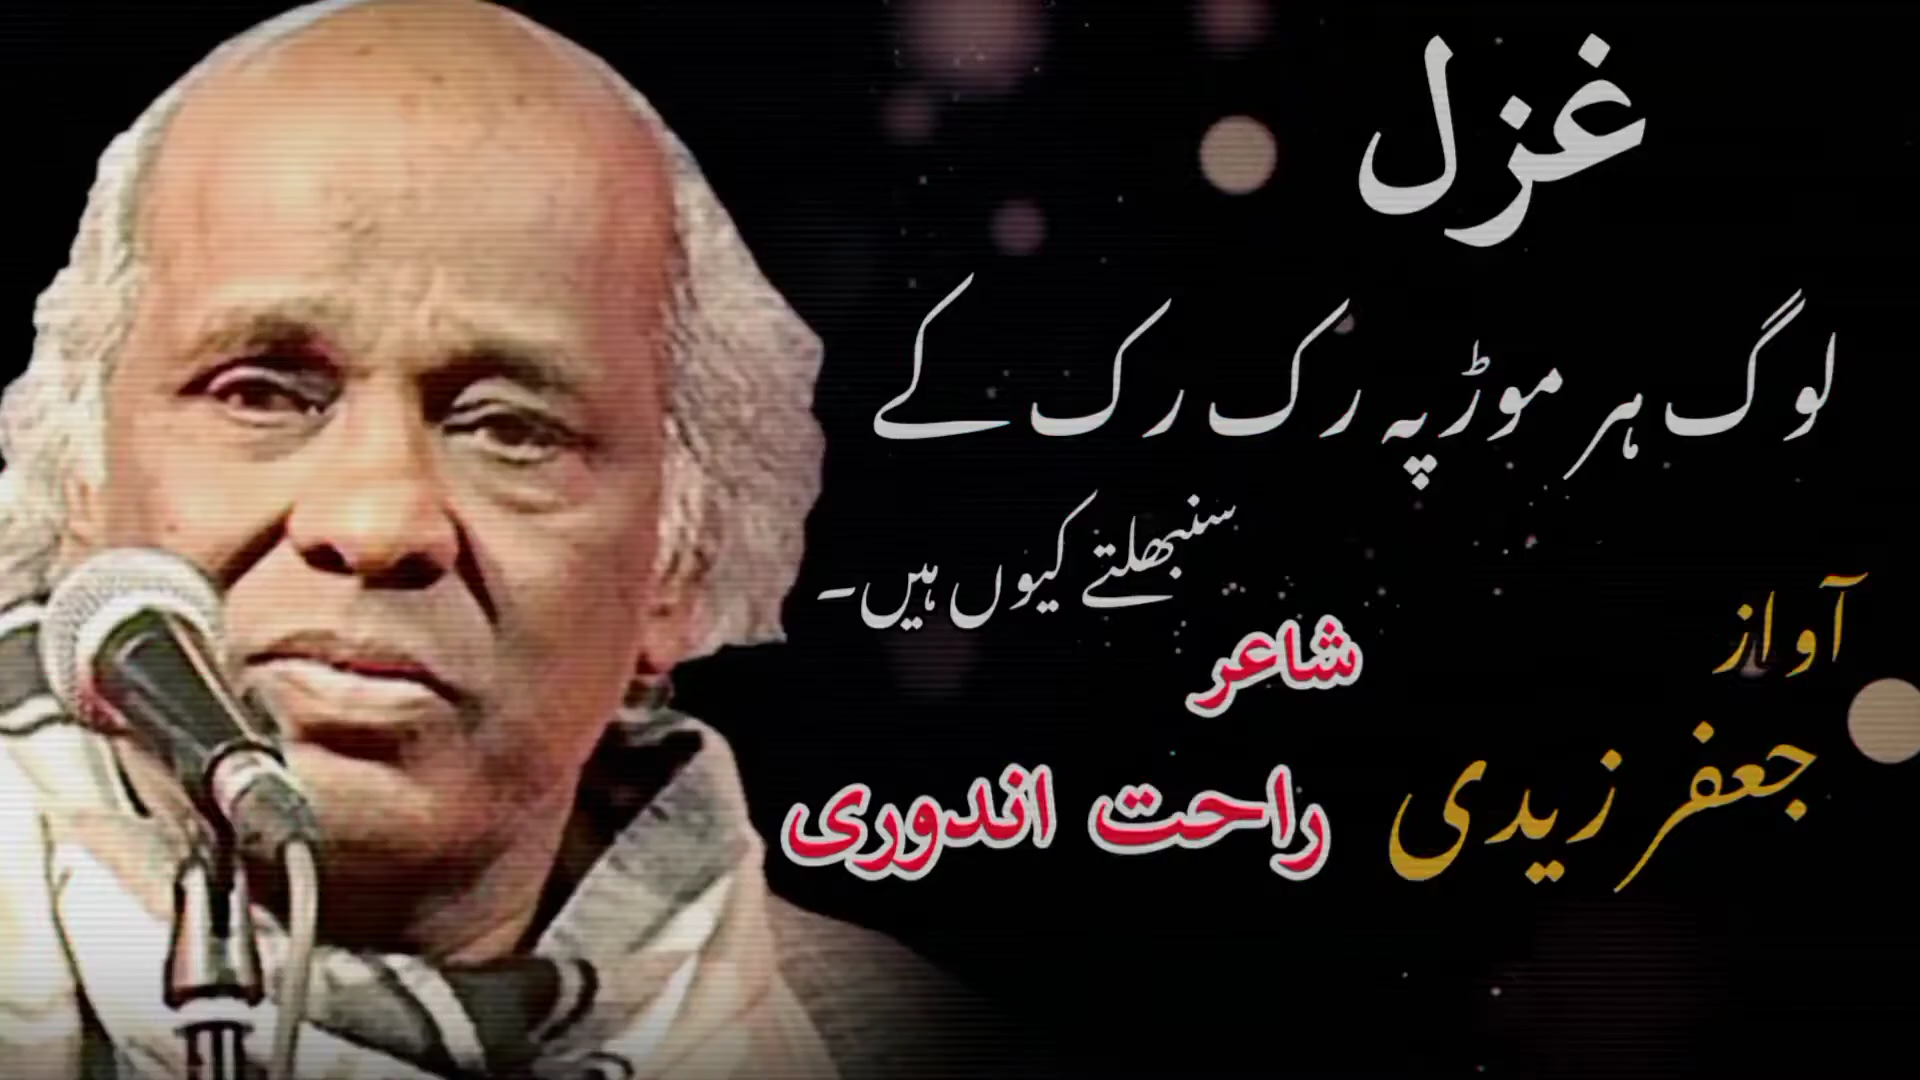 غزل
لوگ ہر موڑ پہ رک رک کے
سنبھلتے کیوں ہیں۔
آواز
شاعر
جعفر زیدی
راحت اندوری